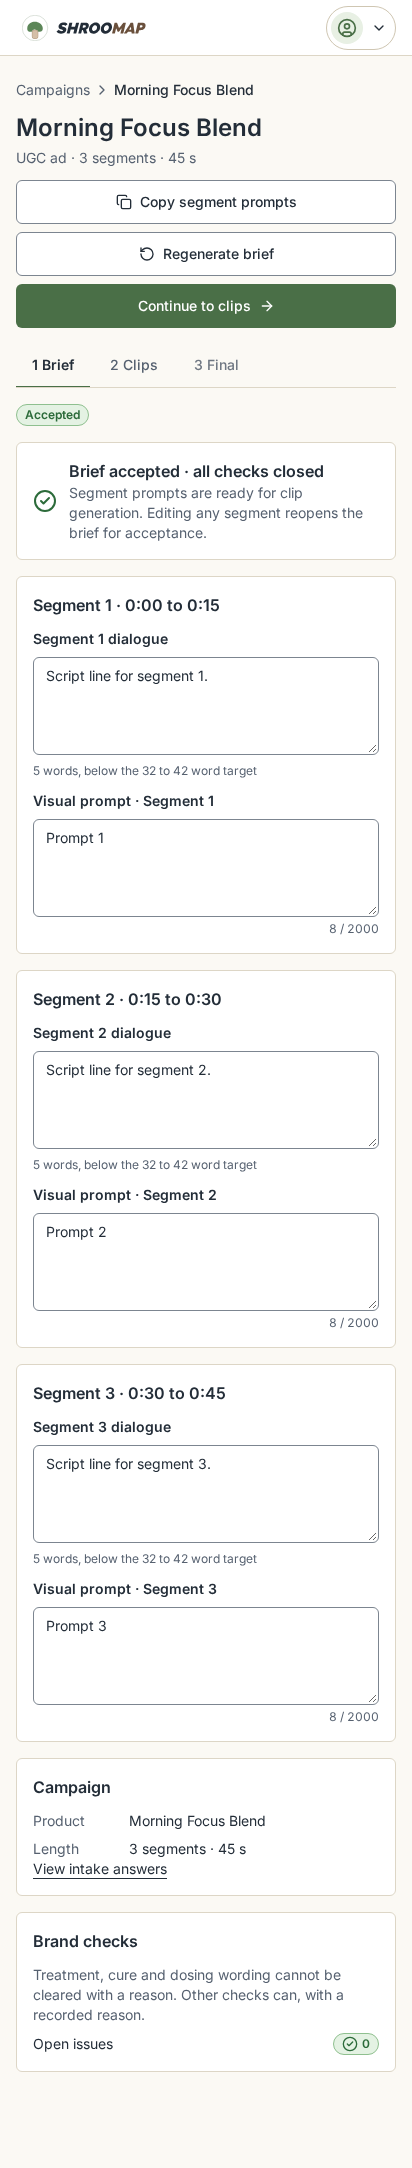 SHROOMAP
Campaigns > Morning Focus Blend
Morning Focus Blend
UGC ad · 3 segments · 45 s
Copy segment prompts
Regenerate brief
Continue to clips →
1 Brief 2 Clips 3 Final
Accepted
Brief accepted · all checks closed
Segment prompts are ready for clip
generation. Editing any segment reopens the
brief for acceptance.
Segment 1 · 0:00 to 0:15
Segment 1 dialogue
Script line for segment 1.
5 words, below the 32 to 42 word target
Visual prompt · Segment 1
Prompt 1
8 / 2000
Segment 2 · 0:15 to 0:30
Segment 2 dialogue
Script line for segment 2.
5 words, below the 32 to 42 word target
Visual prompt · Segment 2
Prompt 2
8 / 2000
Segment 3 · 0:30 to 0:45
Segment 3 dialogue
Script line for segment 3.
5 words, below the 32 to 42 word target
Visual prompt · Segment 3
Prompt 3
8 / 2000
Campaign
Product Morning Focus Blend
Length 3 segments · 45 s
View intake answers
Brand checks
Treatment, cure and dosing wording cannot be
cleared with a reason. Other checks can, with a
recorded reason.
Open issues 0